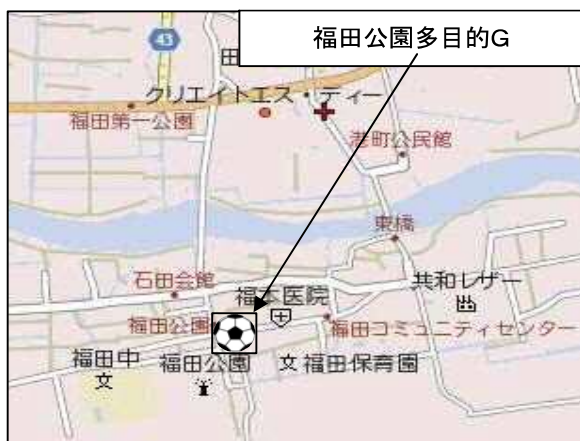 福田公園多目的G
43
田
クリエイトエス・ディー
福田第一公園
港町公民館
東橋
石田会館
共和レザー
福本医院
福田公園
福田コミュニティセンター
福田中
文
福田公園
文
福田保育園